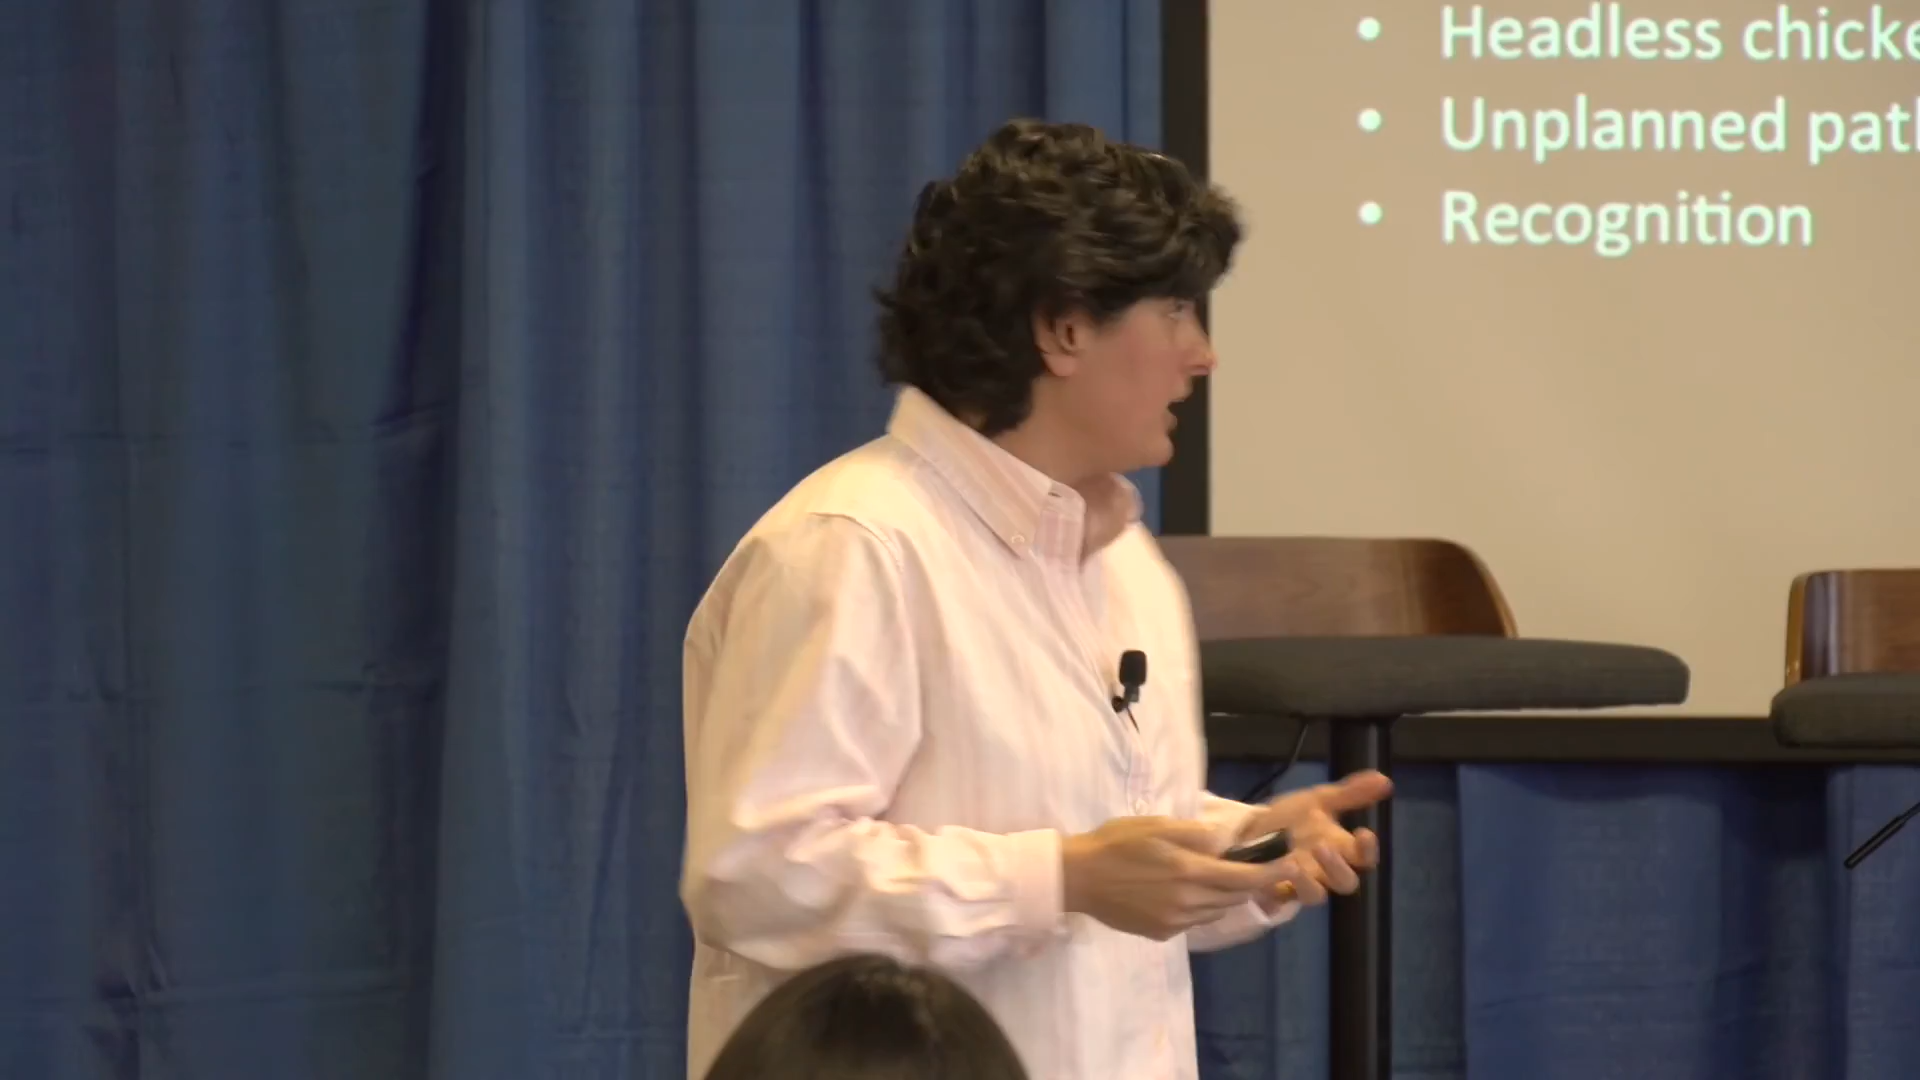 • Headless chicke
• Unplanned pat
• Recognition